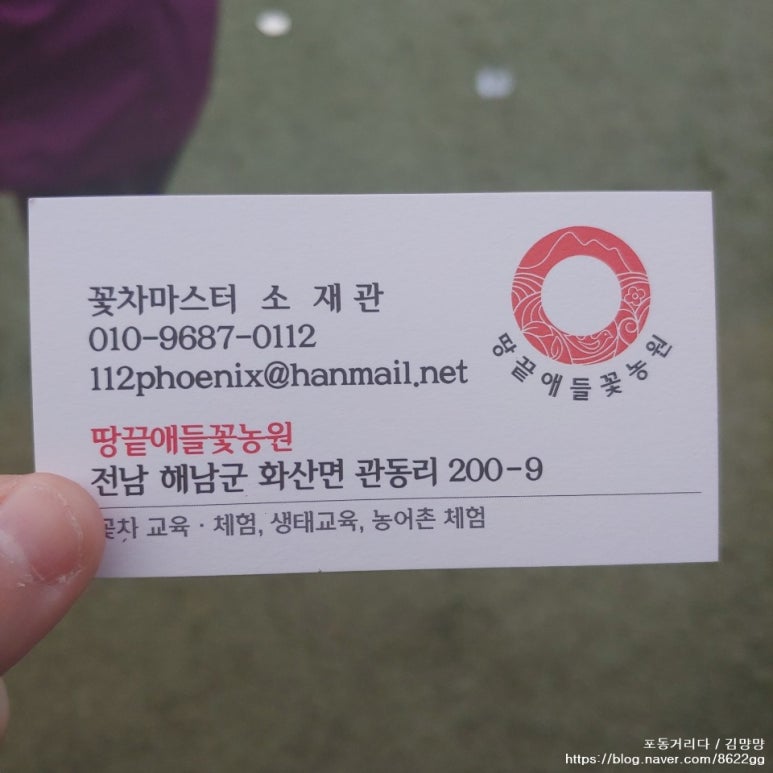 꽃차마스터 소 재 관
010-9687-0112
112phoenix@hanmail.net
땅끝애들꽃농원
땅끝애들꽃농원
전남 해남군 화산면 관동리 200-9
꽃차 교육 · 체험, 생태교육, 농어촌 체험
포동거리다 / 김먕먕
https://blog.naver.com/8622gg